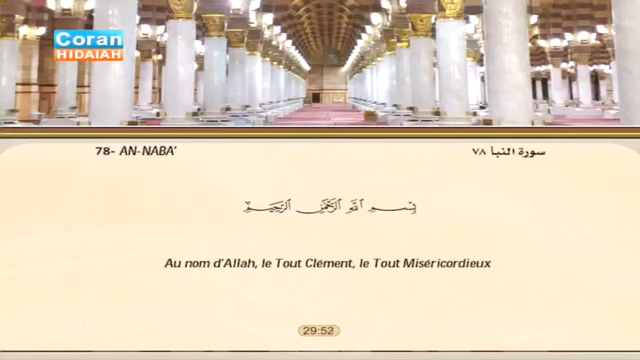 Coran
HIDAIAH
78- AN-NABA'
سورة النبا ٧٨
بِسْمِ اللَّهِ الرَّحْمَٰنِ الرَّحِيمِ
Au nom d'Allah, le Tout Clément, le Tout Miséricordieux
29:52